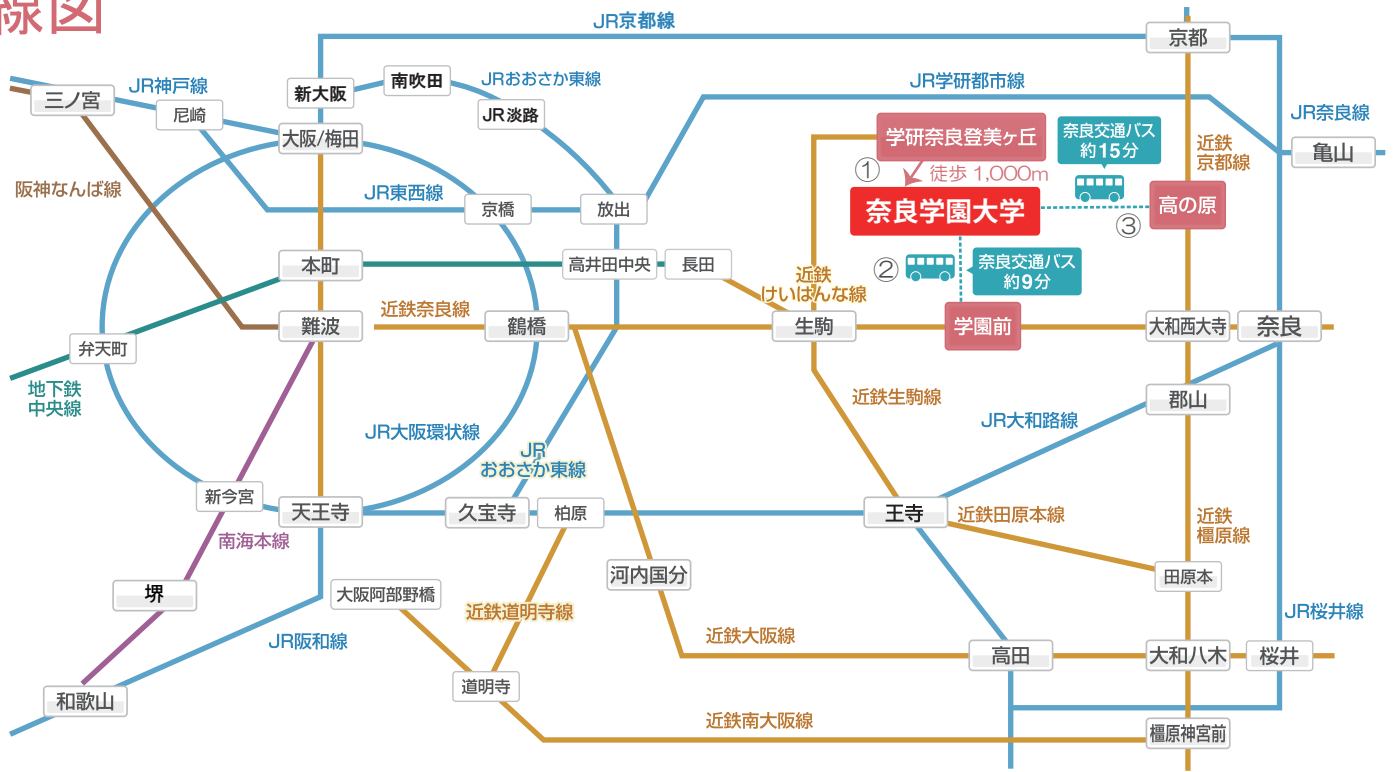 線図
JR京都線
京都
三ノ宮
JR神戸線
尼崎
新大阪
南吹田
JRおおさか東線
JR淡路
JR学研都市線
JR奈良線
亀山
大阪/梅田
学研奈良登美ヶ丘
奈良交通バス
約15分
近鉄
京都線
①
徒歩 1,000m
阪神なんば線
JR東西線
京橋
放出
奈良学園大学
③
高の原
本町
高井田中央
長田
②
奈良交通バス
約9分
近鉄
けいはんな線
近鉄奈良線
難波
鶴橋
生駒
学園前
大和西大寺
奈良
弁天町
地下鉄
中央線
近鉄生駒線
郡山
JR大和路線
JR大阪環状線
JR
おおさか東線
新今宮
天王寺
久宝寺
柏原
王寺
近鉄田原本線
近鉄
橿原線
南海本線
堺
大阪阿部野橋
河内国分
田原本
近鉄道明寺線
JR桜井線
JR阪和線
近鉄大阪線
高田
大和八木
桜井
和歌山
道明寺
近鉄南大阪線
橿原神宮前